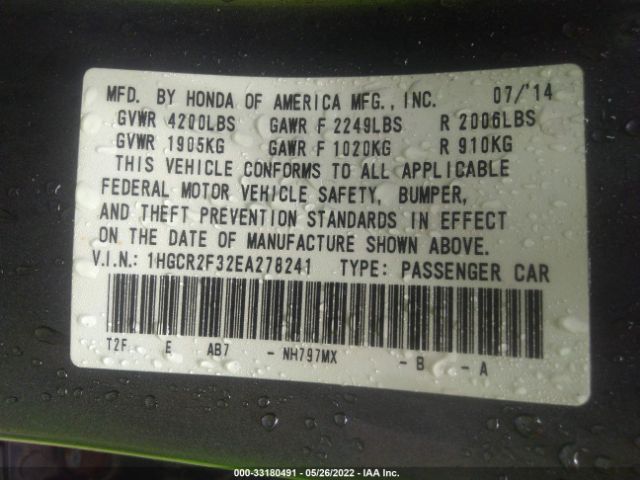 MFD. BY HONDA OF AMERICA MFG., INC. 07/'14
GVWR 4200LBS GAWR F 2249LBS R 2006LBS
GVWR 1905KG GAWR F 1020KG R 910KG
THIS VEHICLE CONFORMS TO ALL APPLICABLE
FEDERAL MOTOR VEHICLE SAFETY, BUMPER,
AND THEFT PREVENTION STANDARDS IN EFFECT
ON THE DATE OF MANUFACTURE SHOWN ABOVE.
V.I.N.: 1HGCR2F32EA278241 TYPE: PASSENGER CAR
T2F E AB7 - NH797MX - B - A
000-33180491 - 05/26/2022 - IAA Inc.